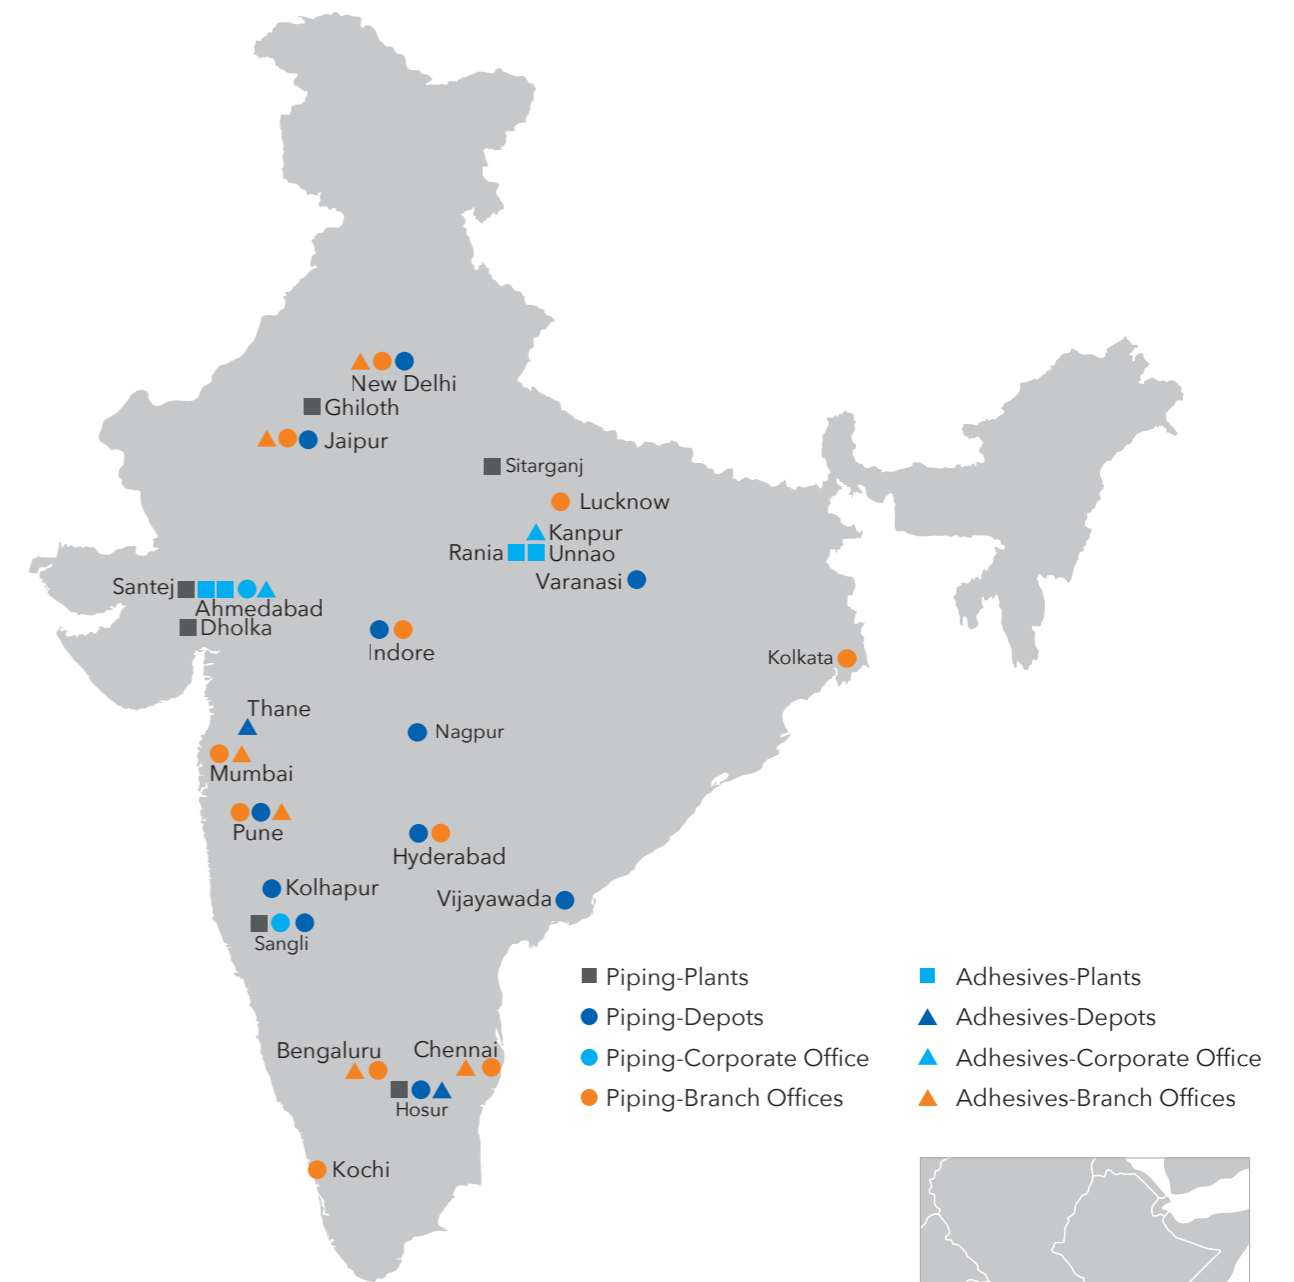 New Delhi
Ghiloth
Jaipur
Sitarganj
Lucknow
Kanpur
Rania
Unnao
Varanasi
Santej
Ahmedabad
Dholka
Indore
Kolkata
Thane
Nagpur
Mumbai
Pune
Hyderabad
Kolhapur
Vijayawada
Sangli
Piping-Plants
Piping-Depots
Piping-Corporate Office
Piping-Branch Offices
Adhesives-Plants
Adhesives-Depots
Adhesives-Corporate Office
Adhesives-Branch Offices
Bengaluru
Chennai
Hosur
Kochi